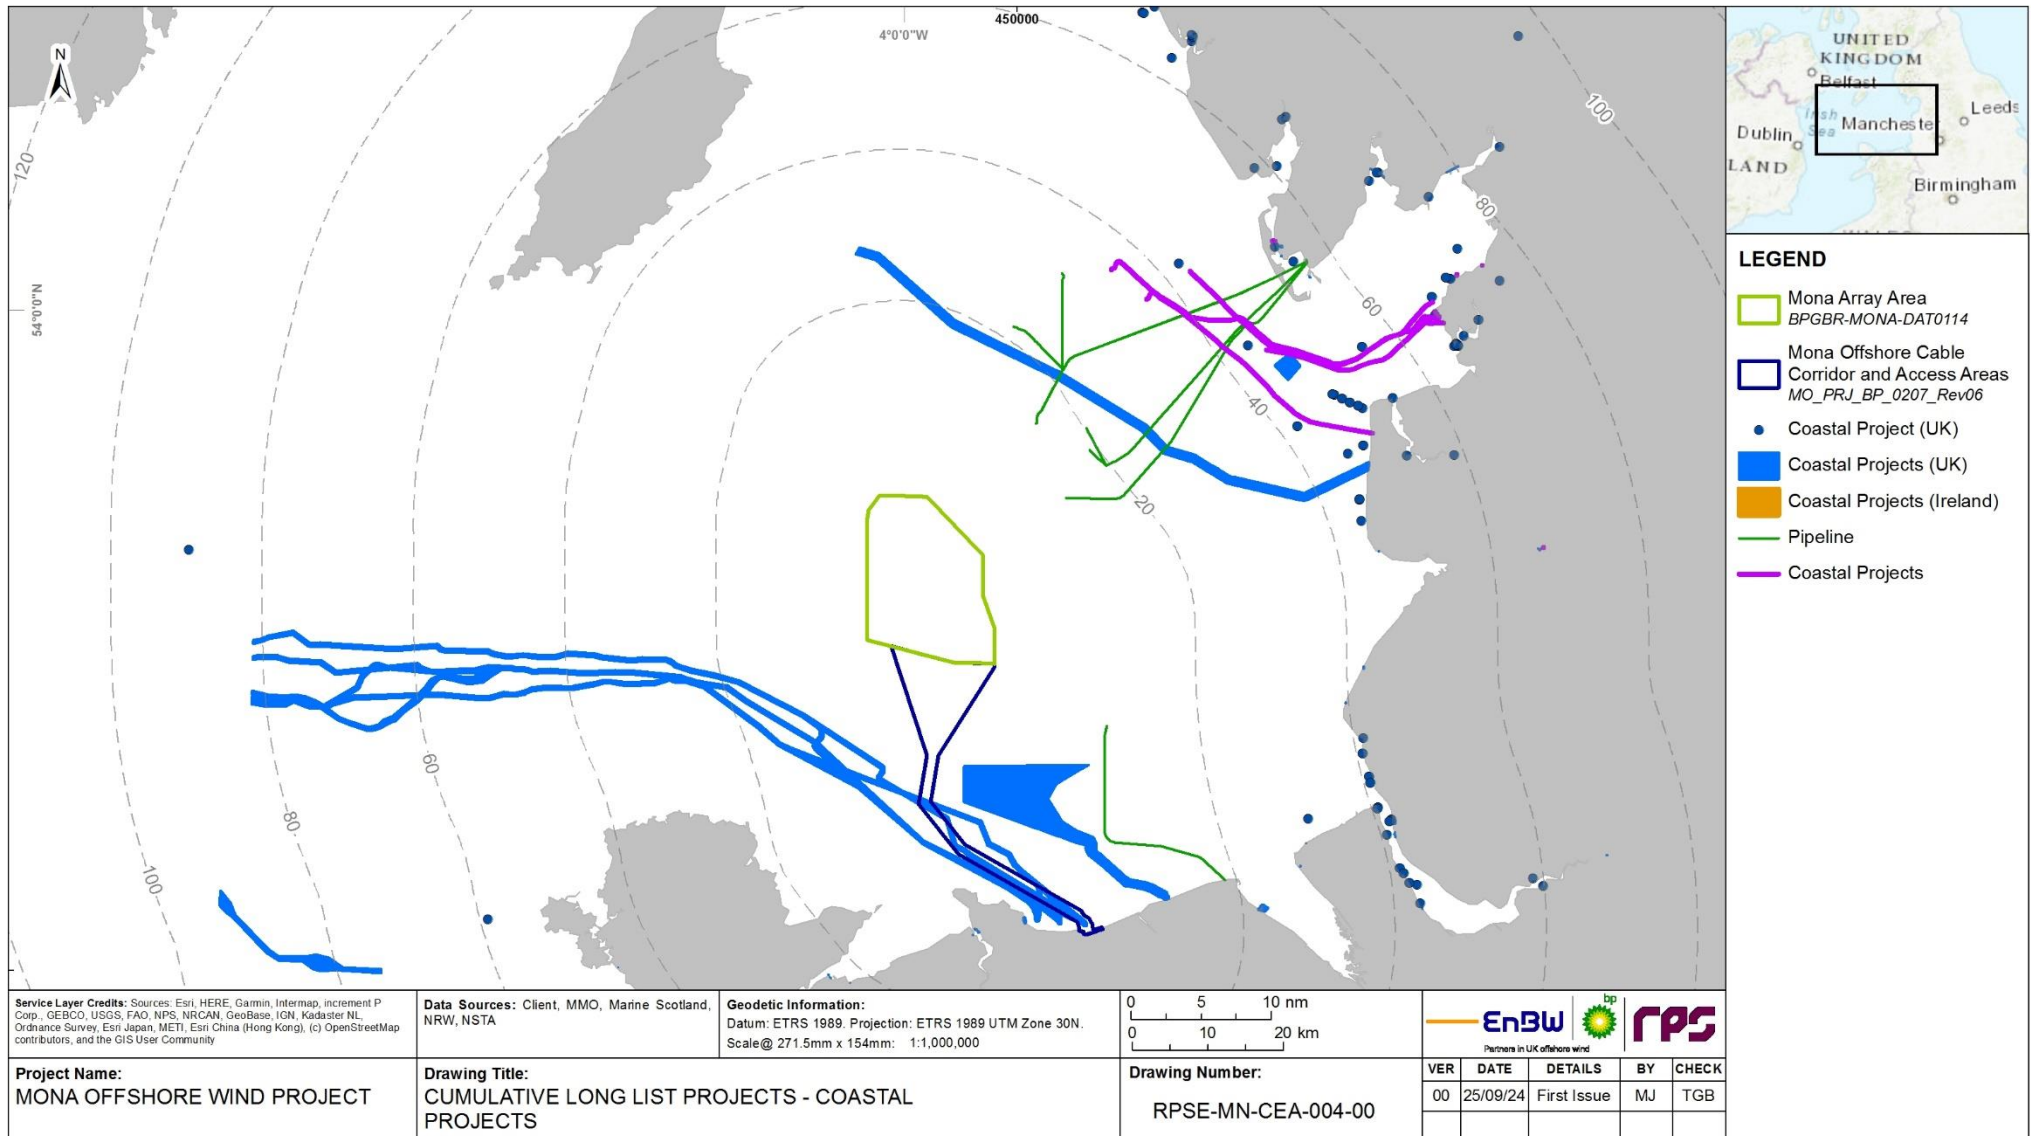 450000
4°0'0"W
N
100
120
80
54°0'0"N
60
40
20
60
80
100
UNITED
KINGDOM
Belfast
Leeds
Irish
Sea
Manchester
Dublin
LAND
Birmingham
LEGEND
Mona Array Area
BPGBR-MONA-DAT0114
Mona Offshore Cable
Corridor and Access Areas
MO_PRJ_BP_0207_Rev06
Coastal Project (UK)
Coastal Projects (UK)
Coastal Projects (Ireland)
Pipeline
Coastal Projects
Service Layer Credits: Sources: Esri, HERE, Garmin, Intermap, increment P
Corp., GEBCO, USGS, FAO, NPS, NRCAN, GeoBase, IGN, Kadaster NL,
Ordnance Survey, Esri Japan, METI, Esri China (Hong Kong), (c) OpenStreetMap
contributors, and the GIS User Community
Data Sources: Client, MMO, Marine Scotland,
NRW, NSTA
Geodetic Information:
Datum: ETRS 1989. Projection: ETRS 1989 UTM Zone 30N.
Scale@ 271.5mm x 154mm: 1:1,000,000
0 5 10 nm
0 10 20 km
EnBW
bp
rps
Partners in UK offshore wind
Project Name:
MONA OFFSHORE WIND PROJECT
Drawing Title:
CUMULATIVE LONG LIST PROJECTS - COASTAL
PROJECTS
Drawing Number:
RPSE-MN-CEA-004-00
VER DATE DETAILS BY CHECK
00 25/09/24 First Issue MJ TGB